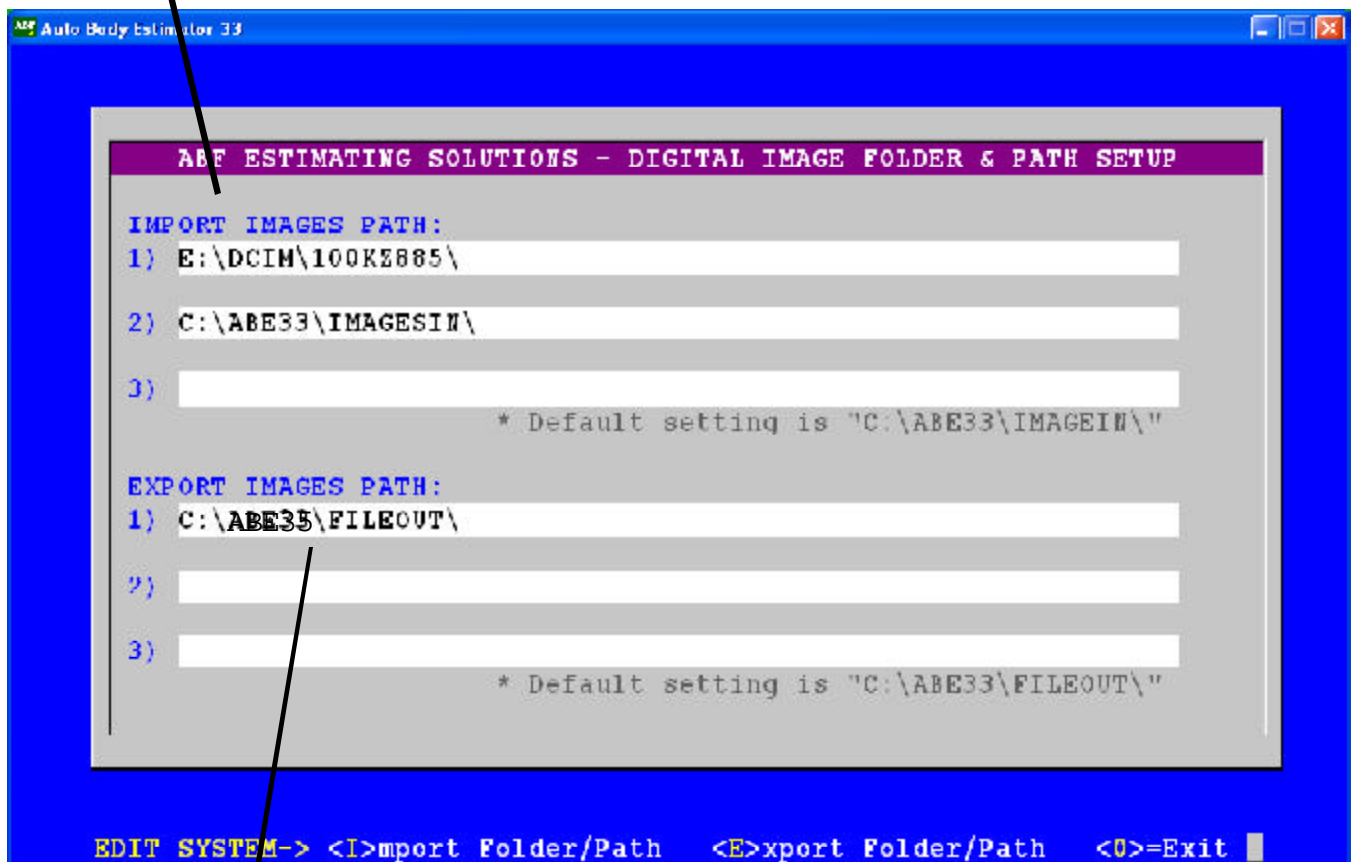 Auto Body Estimator 33
ABE ESTIMATING SOLUTIONS - DIGITAL IMAGE FOLDER & PATH SETUP
IMPORT IMAGES PATH:
1) E:\DCIM\100KZ885\
2) C:\ABE33\IMAGESIN\
3)
* Default setting is "C:\ABE33\IMAGEIN\"
EXPORT IMAGES PATH:
1) C:\ABE35\FILEOUT\
2)
3)
* Default setting is "C:\ABE33\FILEOUT\"
EDIT SYSTEM-> <I>mport Folder/Path <E>xport Folder/Path <0>=Exit